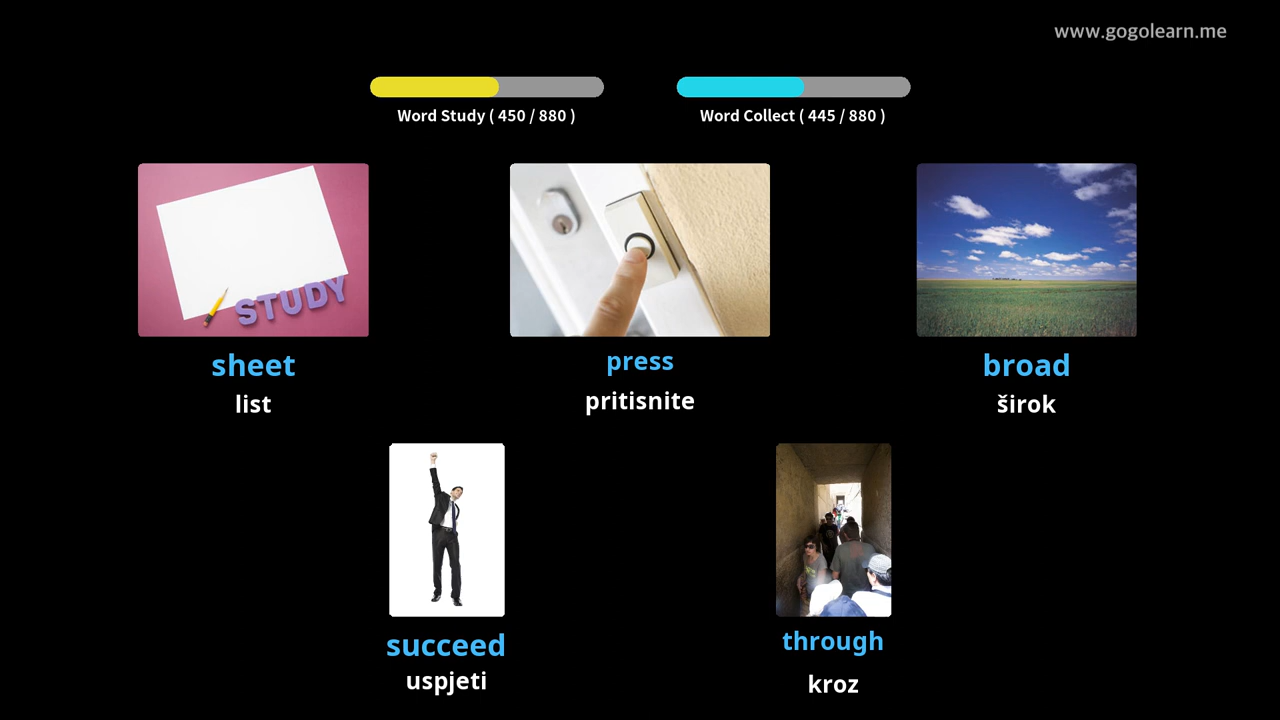 www.gogolearn.me
Word Study ( 450 / 880 )
Word Collect ( 445 / 880 )
STUDY
sheet
list
press
pritisnite
broad
širok
succeed
uspjeti
through
kroz